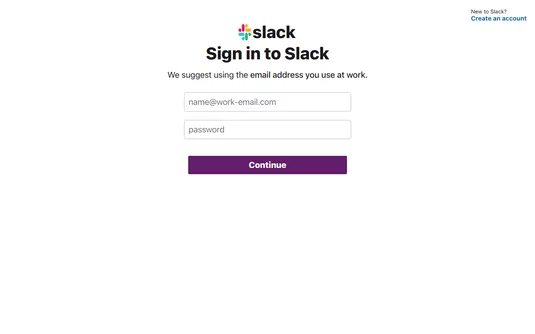 New to Slack?
Create an account
slack
Sign in to Slack
We suggest using the email address you use at work.
name@work-email.com
password
Continue